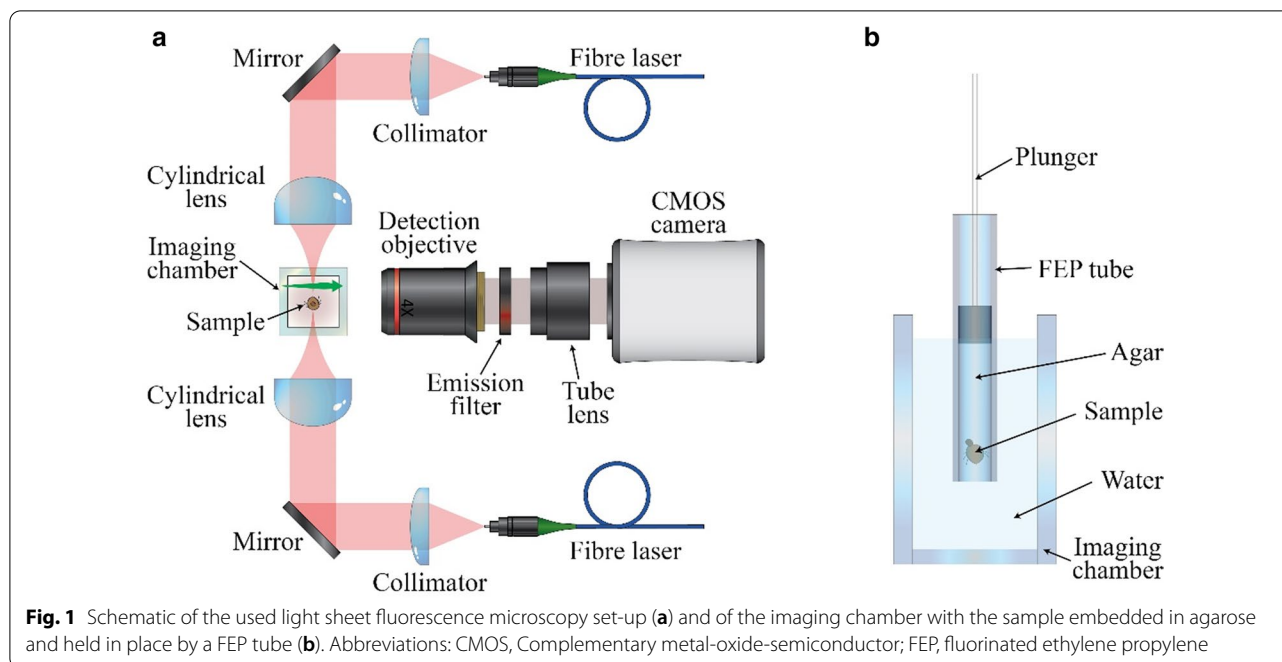 a
Mirror
Fibre laser
Collimator
Cylindrical
lens
Imaging
chamber
Sample
Detection
objective
4X
CMOS
camera
Emission
filter
Tube
lens
Cylindrical
lens
Mirror
Collimator
Fibre laser
b
Plunger
FEP tube
Agar
Sample
Water
Imaging
chamber
Fig. 1 Schematic of the used light sheet fluorescence microscopy set-up (a) and of the imaging chamber with the sample embedded in agarose
and held in place by a FEP tube (b). Abbreviations: CMOS, Complementary metal-oxide-semiconductor; FEP, fluorinated ethylene propylene